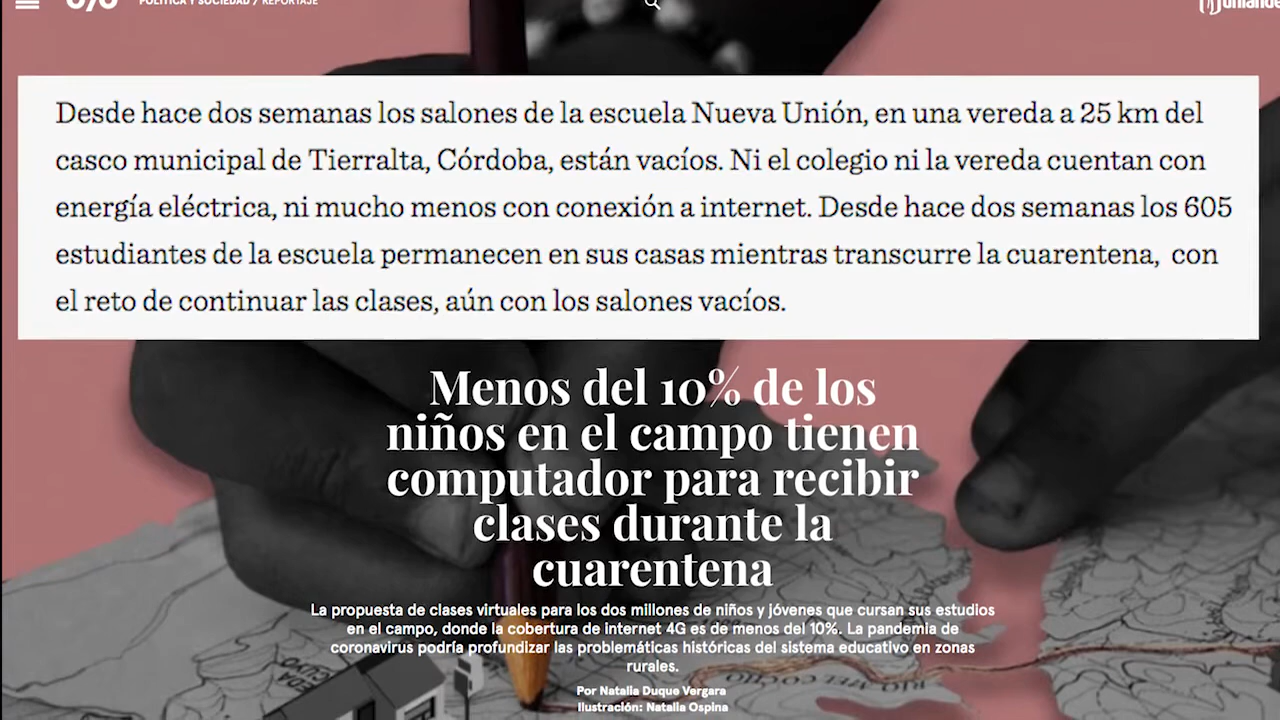 POLÍTICA Y SOCIEDAD / REPORTAJE
Desde hace dos semanas los salones de la escuela Nueva Unión, en una vereda a 25 km del
casco municipal de Tierralta, Córdoba, están vacíos. Ni el colegio ni la vereda cuentan con
energía eléctrica, ni mucho menos con conexión a internet. Desde hace dos semanas los 605
estudiantes de la escuela permanecen en sus casas mientras transcurre la cuarentena, con
el reto de continuar las clases, aún con los salones vacíos.
Menos del 10% de los
niños en el campo tienen
computador para recibir
clases durante la
cuarentena
La propuesta de clases virtuales para los dos millones de niños y jóvenes que cursan sus estudios
en el campo, donde la cobertura de internet 4G es de menos del 10%. La pandemia de
coronavirus podría profundizar las problemáticas históricas del sistema educativo en zonas
rurales.
Por Natalia Duque Vergara
Ilustración: Natalia Ospina
RÍO MEL COCHO